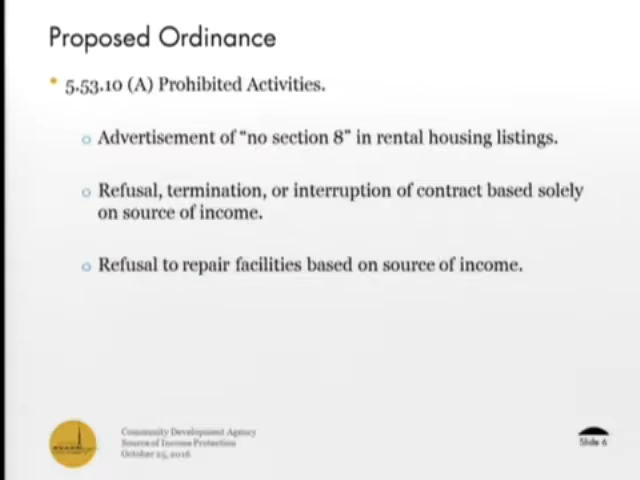 Proposed Ordinance
5.53.10 (A) Prohibited Activities.
Advertisement of “no section 8” in rental housing listings.
Refusal, termination, or interruption of contract based solely
on source of income.
Refusal to repair facilities based on source of income.
Community Development Agency
Source of Income Protection
October 25, 2016
Slide 6